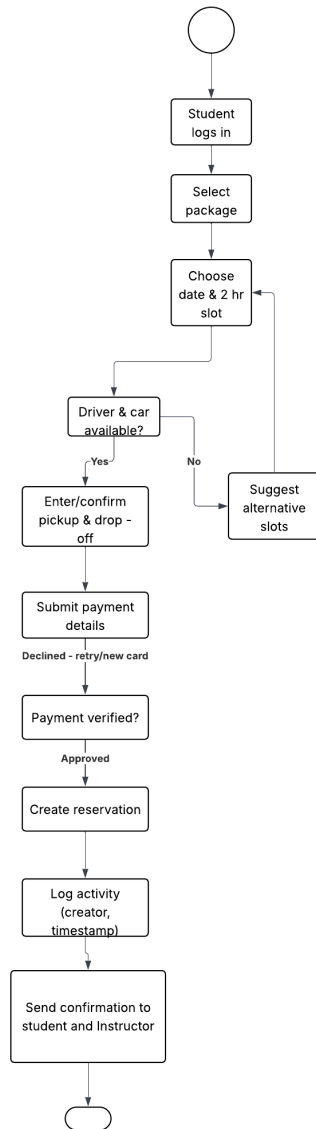 Student
logs in
Select
package
Choose
date & 2 hr
slot
Driver & car
available?
Yes
No
Enter/confirm
pickup & drop -
off
Suggest
alternative
slots
Submit payment
details
Declined - retry/new card
Payment verified?
Approved
Create reservation
Log activity
(creator,
timestamp)
Send confirmation to
student and Instructor